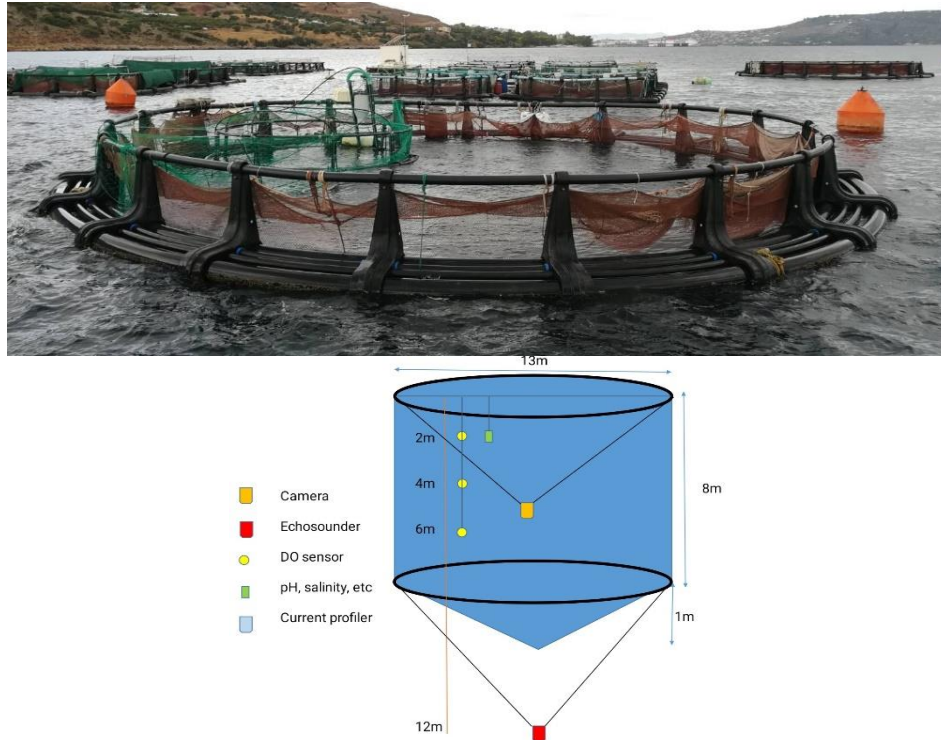 13m
2m
4m
8m
6m
Camera
Echosounder
DO sensor
pH, salinity, etc
Current profiler
1m
12m